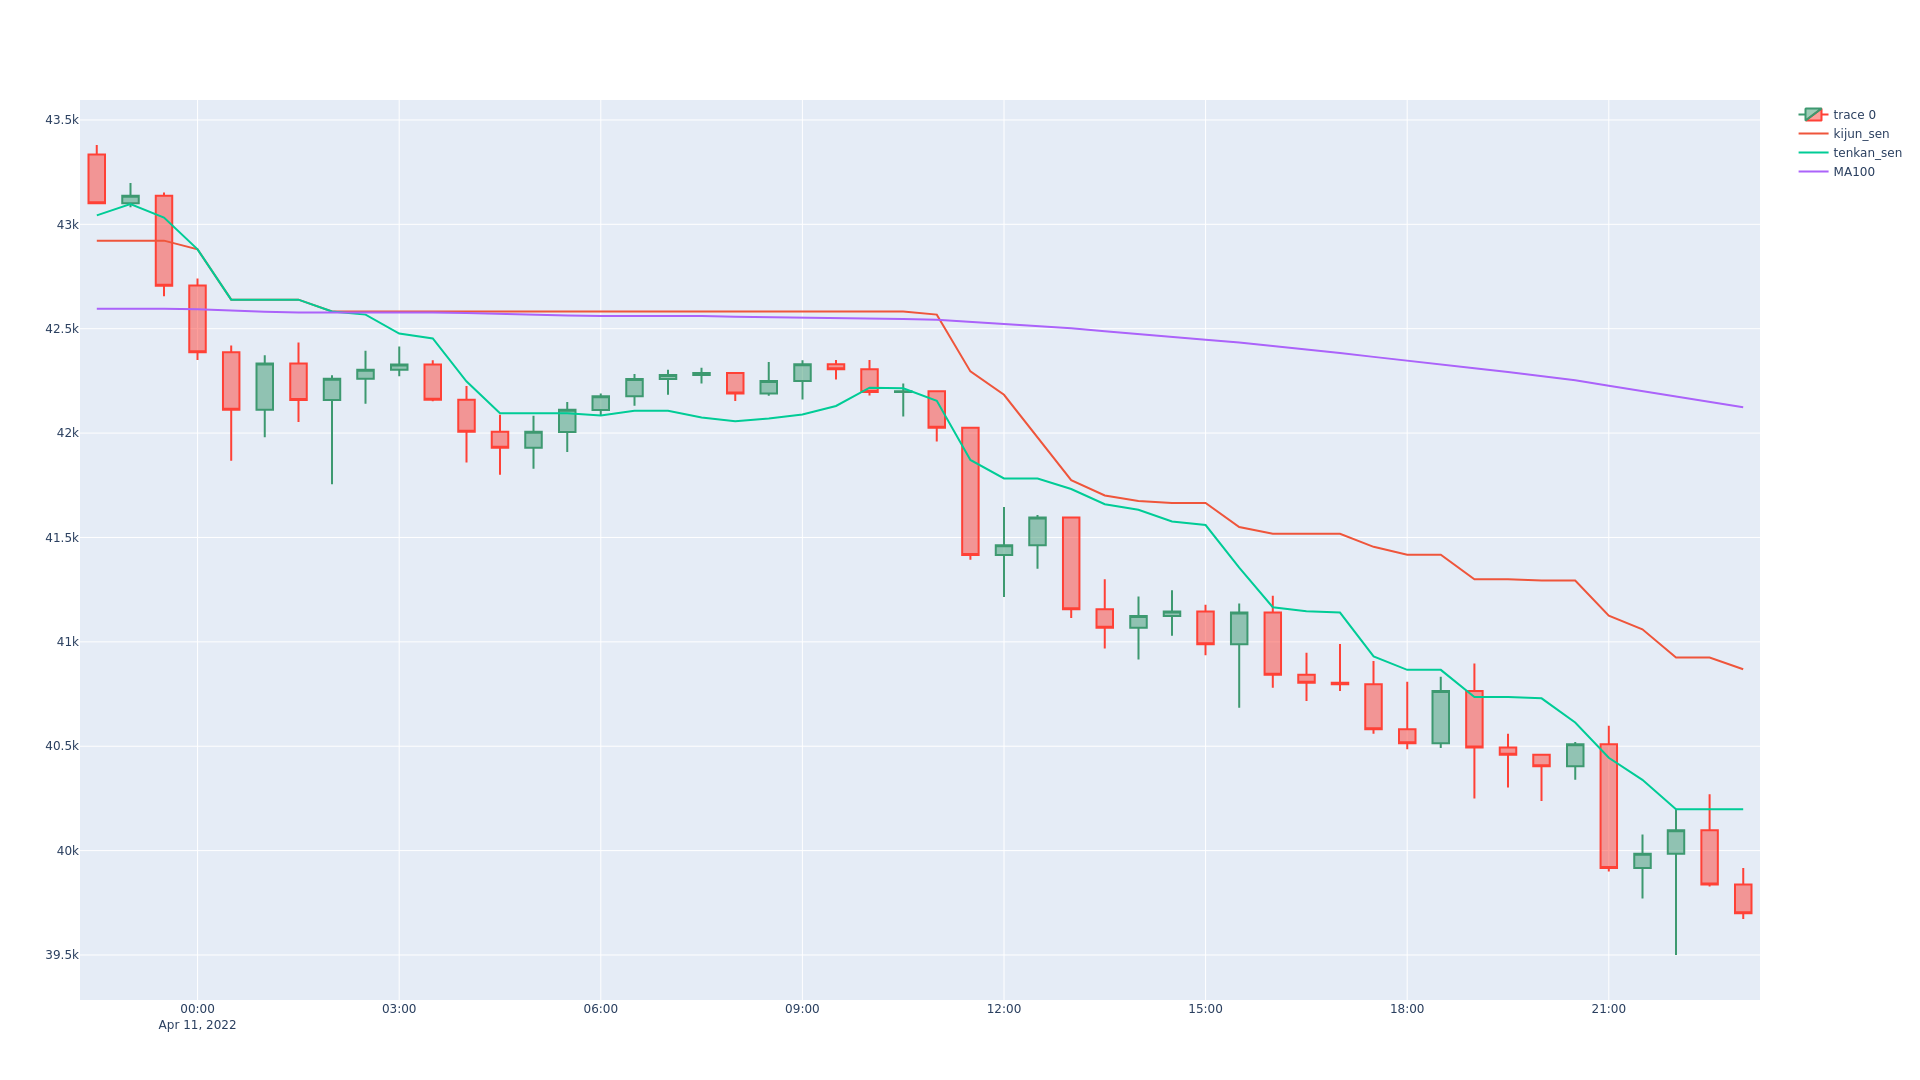 43.5k
43k
42.5k
42k
41.5k
41k
40.5k
40k
39.5k
00:00
03:00
06:00
09:00
12:00
15:00
18:00
21:00
Apr 11, 2022
trace 0
kijun_sen
tenkan_sen
MA100